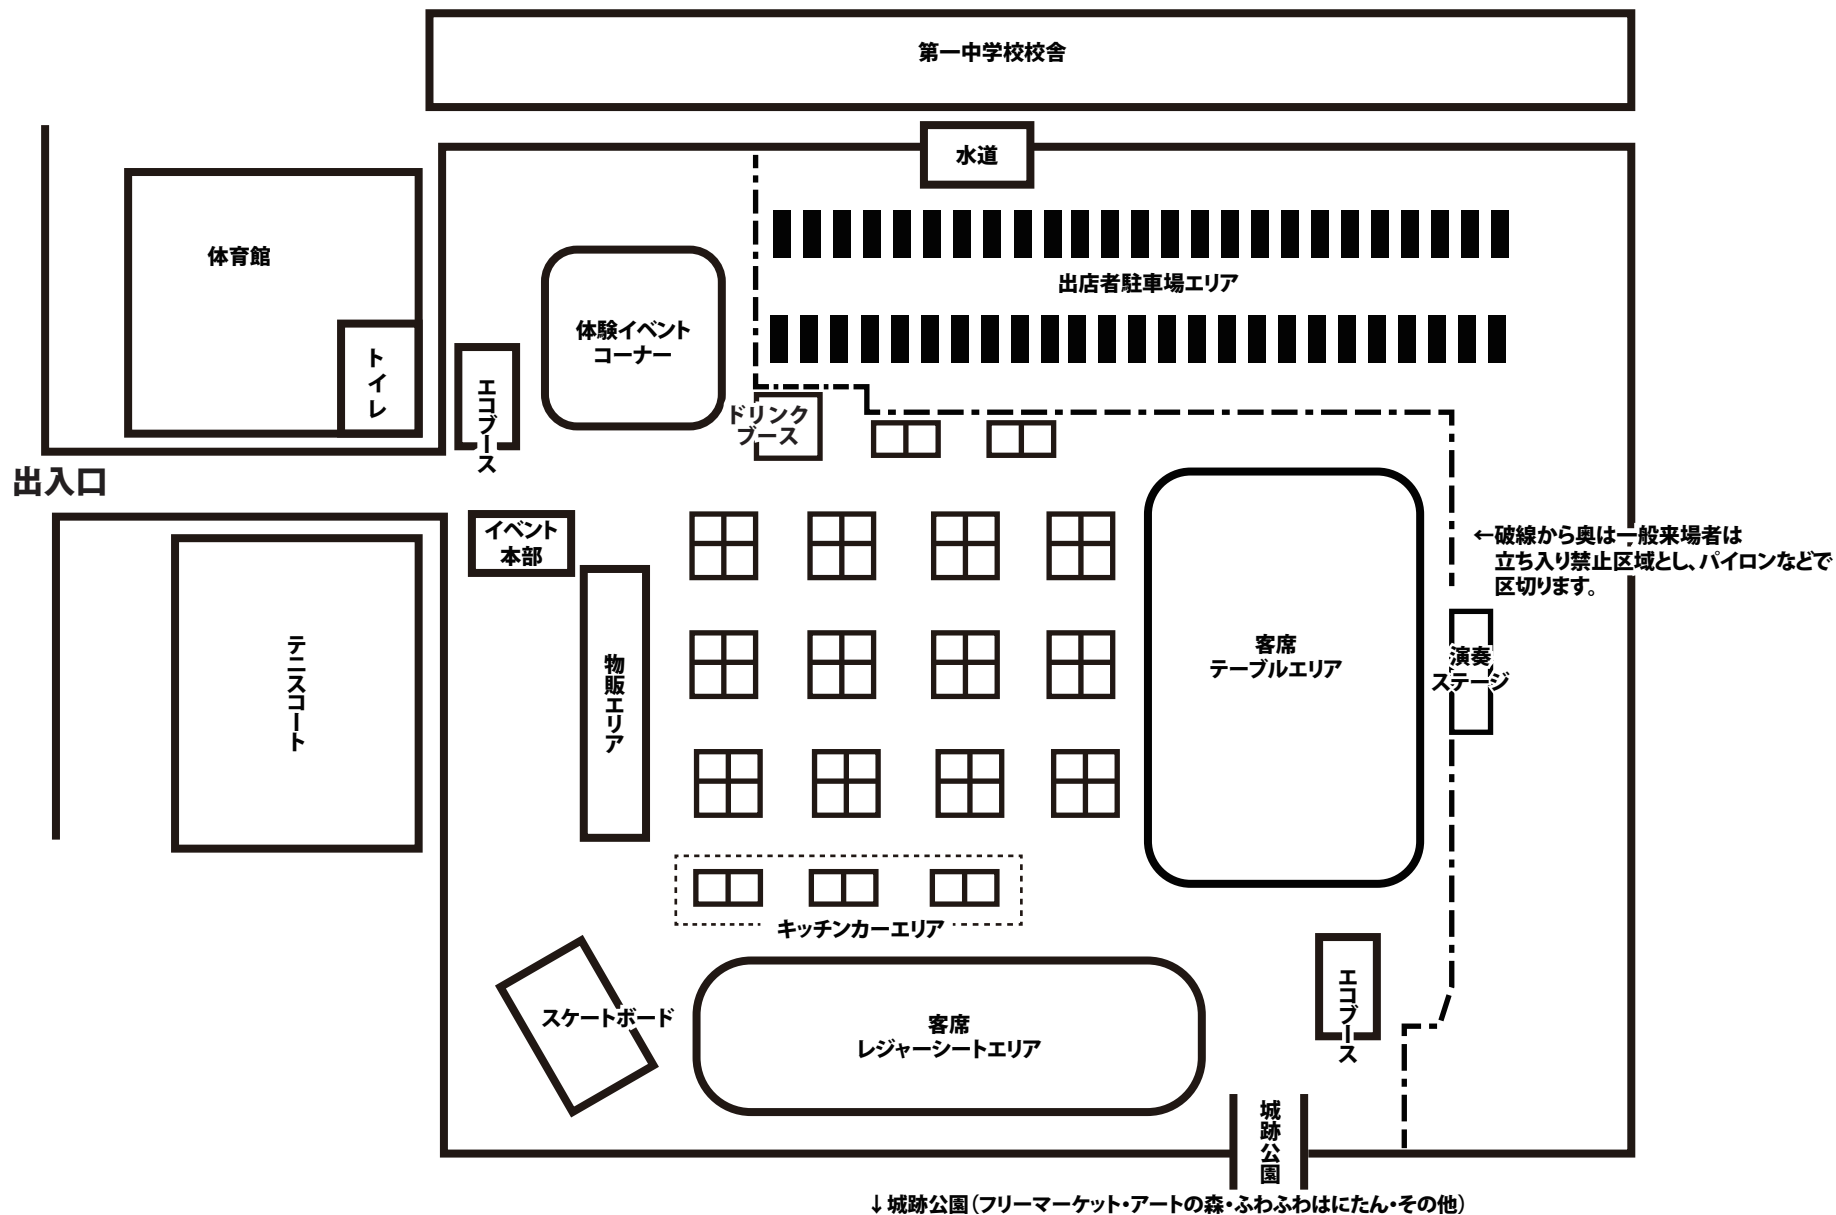 第一中学校校舎
水道
体育館
トイレ
出店者駐車場エリア
体験イベント
コーナー
エコブース
ドリンク
ブース
出入口
イベント
本部
←破線から奥は一般来場者は
立ち入り禁止区域とし、パイロンなどで
区切ります。
テニスコート
物販エリア
客席
テーブルエリア
演奏
ステージ
キッチンカーエリア
スケートボード
客席
レジャーシートエリア
エコブース
城跡公園
↓城跡公園（フリーマーケット・アートの森・ふわふわはにたん・その他）